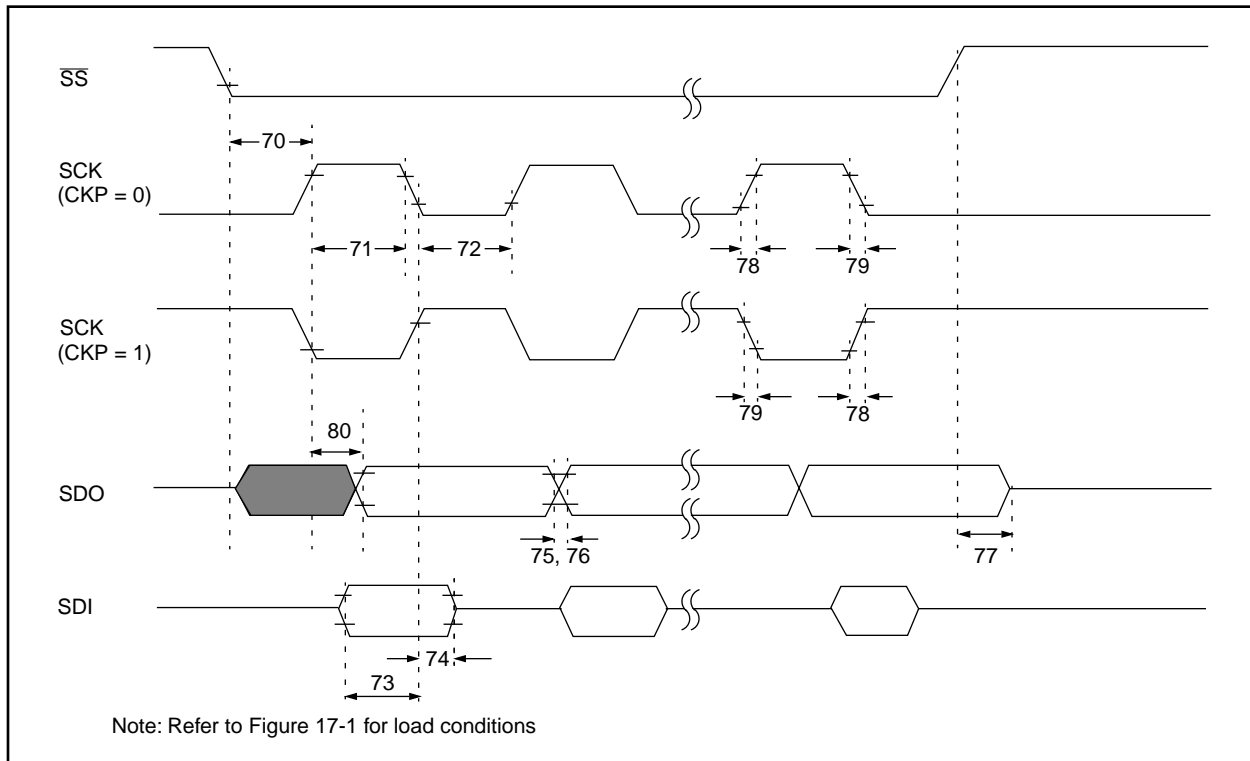 SS
70
SCK
(CKP = 0)
71
72
78
79
SCK
(CKP = 1)
79
78
80
SDO
75, 76
77
SDI
74
73
Note: Refer to Figure 17-1 for load conditions